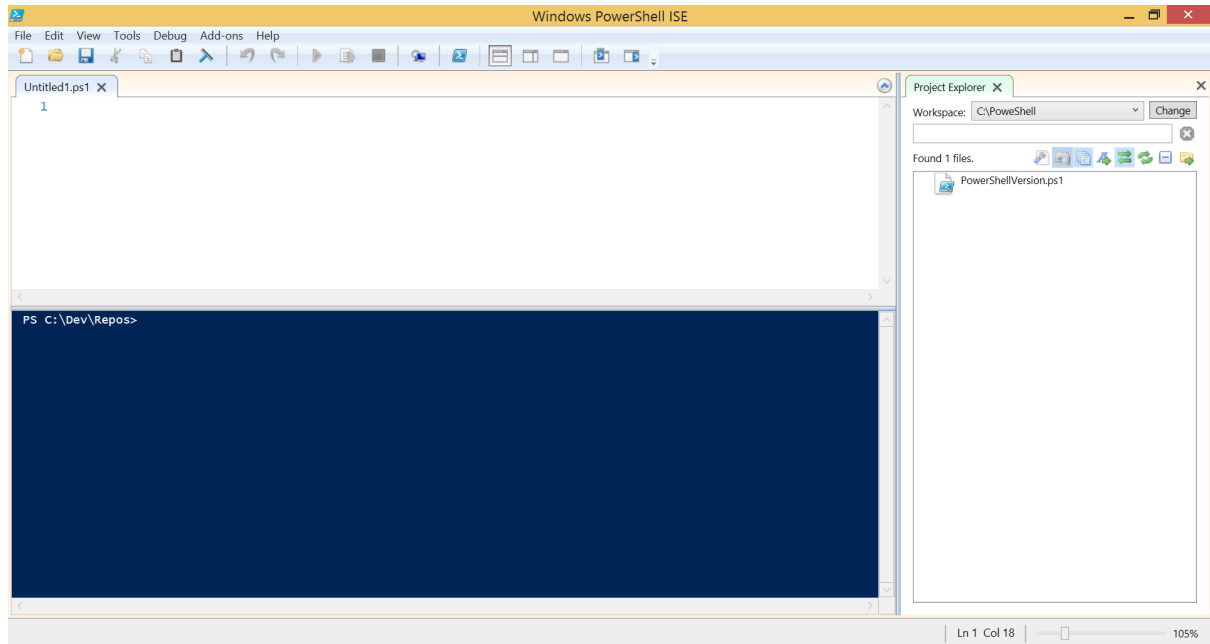 Windows PowerShell ISE
File Edit View Tools Debug Add-ons Help
Untitled1.ps1
1
PS C:\Dev\Repos>
Project Explorer
Workspace: C:\PoweShell Change
Found 1 files.
PowerShellVersion.ps1
Ln 1 Col 18 105%